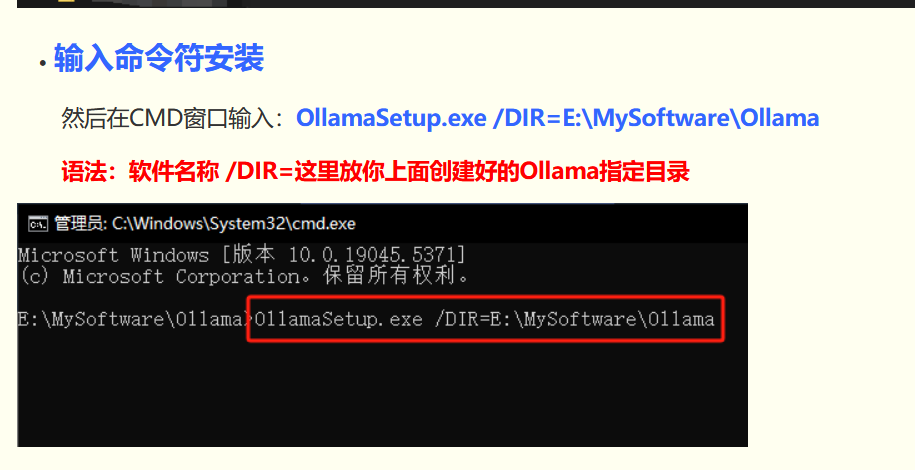 输入命令符安装
然后在CMD窗口输入：OllamaSetup.exe /DIR=E:\MySoftware\Ollama
语法：软件名称 /DIR=这里放你上面创建好的Ollama指定目录
管理员: C:\Windows\System32\cmd.exe
Microsoft Windows [版本 10.0.19045.5371]
(c) Microsoft Corporation。保留所有权利。
E:\MySoftware\Ollama>OllamaSetup.exe /DIR=E:\MySoftware\Ollama